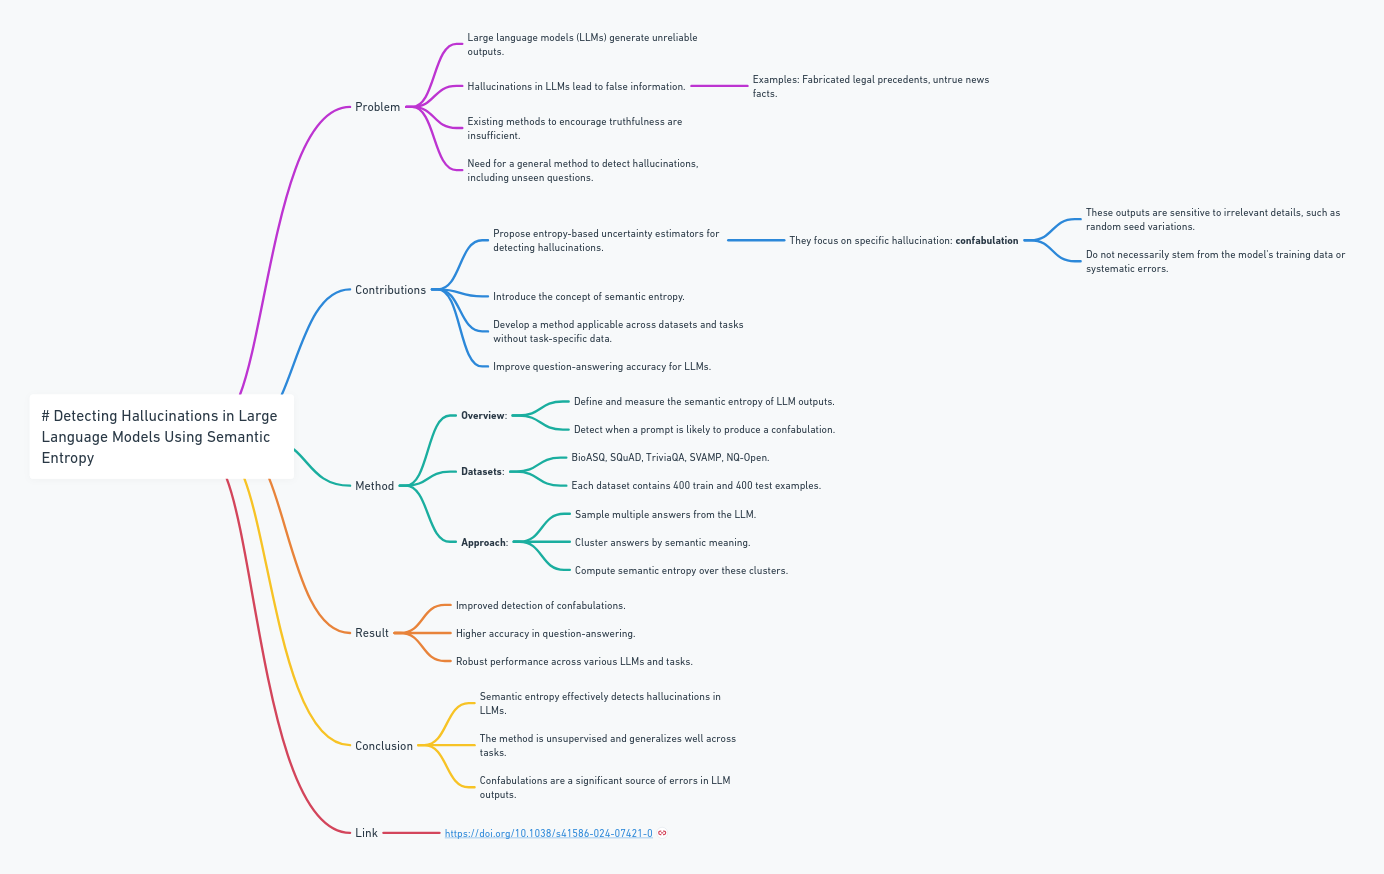 # Detecting Hallucinations in Large
Language Models Using Semantic
Entropy
Problem
Large language models (LLMs) generate unreliable
outputs.
Hallucinations in LLMs lead to false information.
Examples: Fabricated legal precedents, untrue news
facts.
Existing methods to encourage truthfulness are
insufficient.
Need for a general method to detect hallucinations,
including unseen questions.
Contributions
Propose entropy-based uncertainty estimators for
detecting hallucinations.
They focus on specific hallucination: confabulation
These outputs are sensitive to irrelevant details, such as
random seed variations.
Do not necessarily stem from the model's training data or
systematic errors.
Introduce the concept of semantic entropy.
Develop a method applicable across datasets and tasks
without task-specific data.
Improve question-answering accuracy for LLMs.
Method
Overview:
Define and measure the semantic entropy of LLM outputs.
Detect when a prompt is likely to produce a confabulation.
Datasets:
BioASQ, SQuAD, TriviaQA, SVAMP, NQ-Open.
Each dataset contains 400 train and 400 test examples.
Approach:
Sample multiple answers from the LLM.
Cluster answers by semantic meaning.
Compute semantic entropy over these clusters.
Result
Improved detection of confabulations.
Higher accuracy in question-answering.
Robust performance across various LLMs and tasks.
Conclusion
Semantic entropy effectively detects hallucinations in
LLMs.
The method is unsupervised and generalizes well across
tasks.
Confabulations are a significant source of errors in LLM
outputs.
Link
https://doi.org/10.1038/s41586-024-07421-0